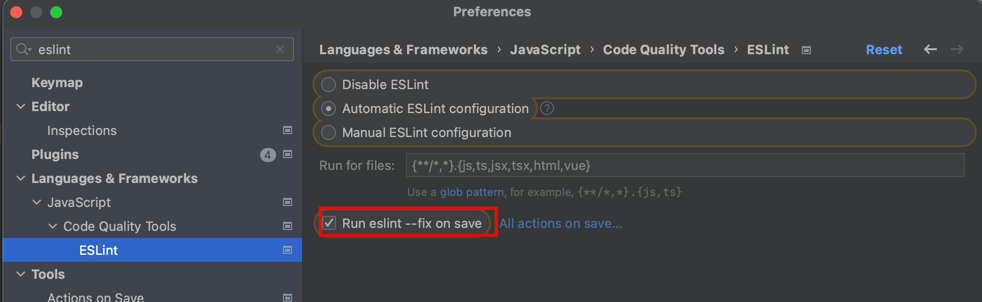 Preferences
eslint
Keymap
Editor
Inspections
Plugins 4
Languages & Frameworks
JavaScript
Code Quality Tools
ESLint
Tools
Actions on Save
Languages & Frameworks › JavaScript › Code Quality Tools › ESLint Reset
Disable ESLint
Automatic ESLint configuration ?
Manual ESLint configuration
Run for files: {**/*,*}.{js,ts,jsx,tsx,html,vue}
Use a glob pattern, for example, {**/*,*}.{js,ts}
Run eslint --fix on save All actions on save...